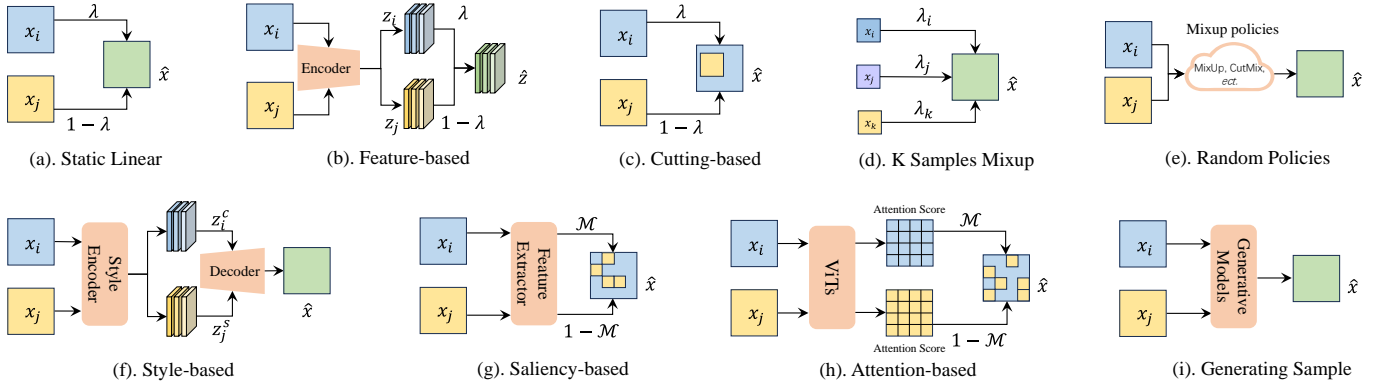 x_i
λ
x̂
x_j
1 − λ
(a). Static Linear
x_i
x_j
Encoder
z_i
λ
ẑ
z_j
1 − λ
(b). Feature-based
λ
x_i
x̂
x_j
1 − λ
(c). Cutting-based
x_i
λ_i
x_j
λ_j
x̂
x_k
λ_k
(d). K Samples Mixup
Mixup policies
x_i
MixUp, CutMix,
ect.
x̂
x_j
(e). Random Policies
x_i
x_j
Style
Encoder
z_i^c
Decoder
z_j^s
x̂
(f). Style-based
x_i
x_j
Feature
Extractor
ℳ
x̂
1 − ℳ
(g). Saliency-based
x_i
x_j
ViTs
Attention Score
ℳ
x̂
Attention Score
1 − ℳ
(h). Attention-based
x_i
x_j
Generative
Models
x̂
(i). Generating Sample